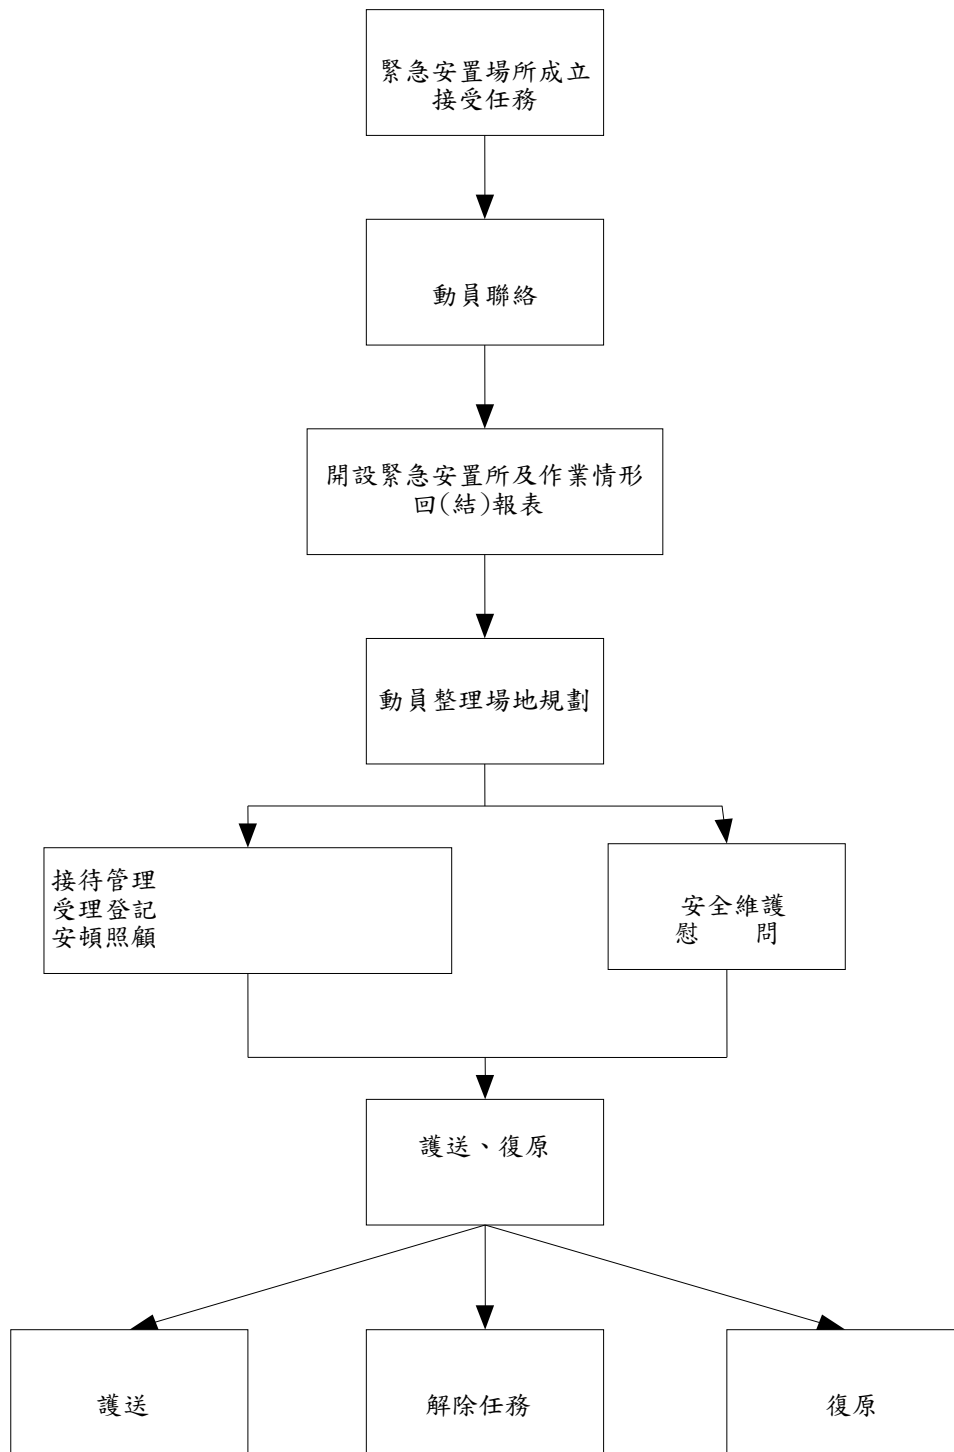 緊急安置場所成立
接受任務
動員聯絡
開設緊急安置所及作業情形
回(結)報表
動員整理場地規劃
接待管理
受理登記
安頓照顧
安全維護
慰　　問
護送、復原
護送
解除任務
復原